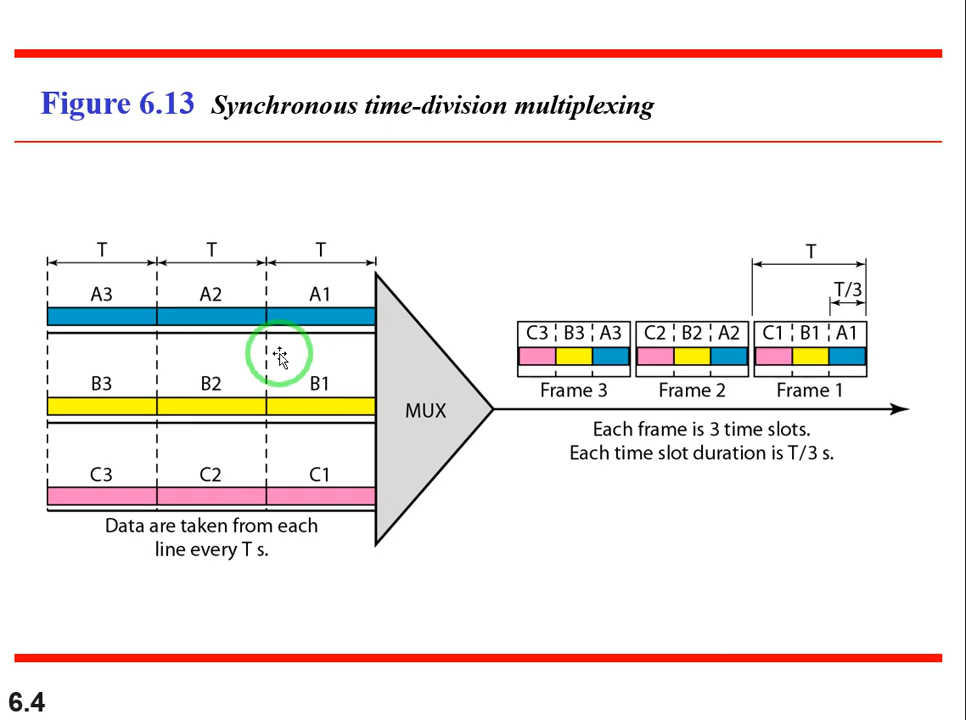 Figure 6.13 Synchronous time-division multiplexing
T T T
A3 A2 A1
B3 B2 B1
C3 C2 C1
Data are taken from each
line every T s.
MUX
T
T/3
C3 B3 A3 C2 B2 A2 C1 B1 A1
Frame 3 Frame 2 Frame 1
Each frame is 3 time slots.
Each time slot duration is T/3 s.
6.4